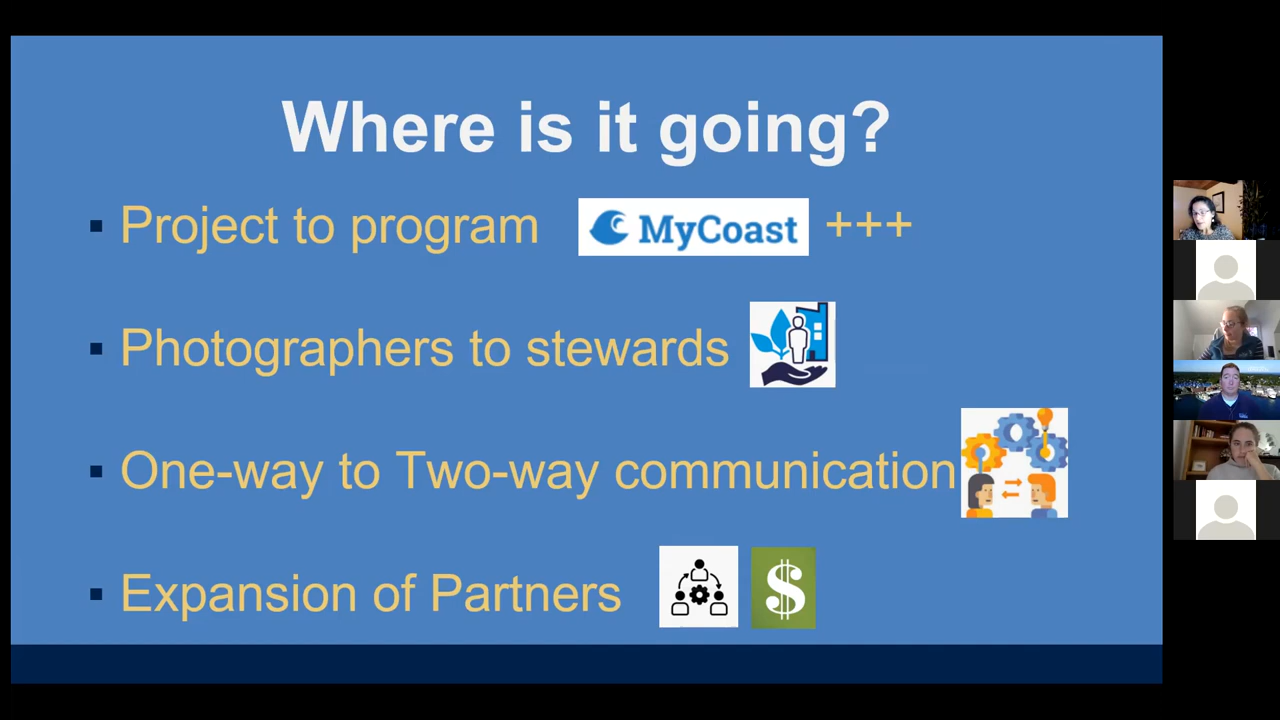 Where is it going?
▪ Project to program MyCoast +++
▪ Photographers to stewards
▪ One-way to Two-way communication
▪ Expansion of Partners $